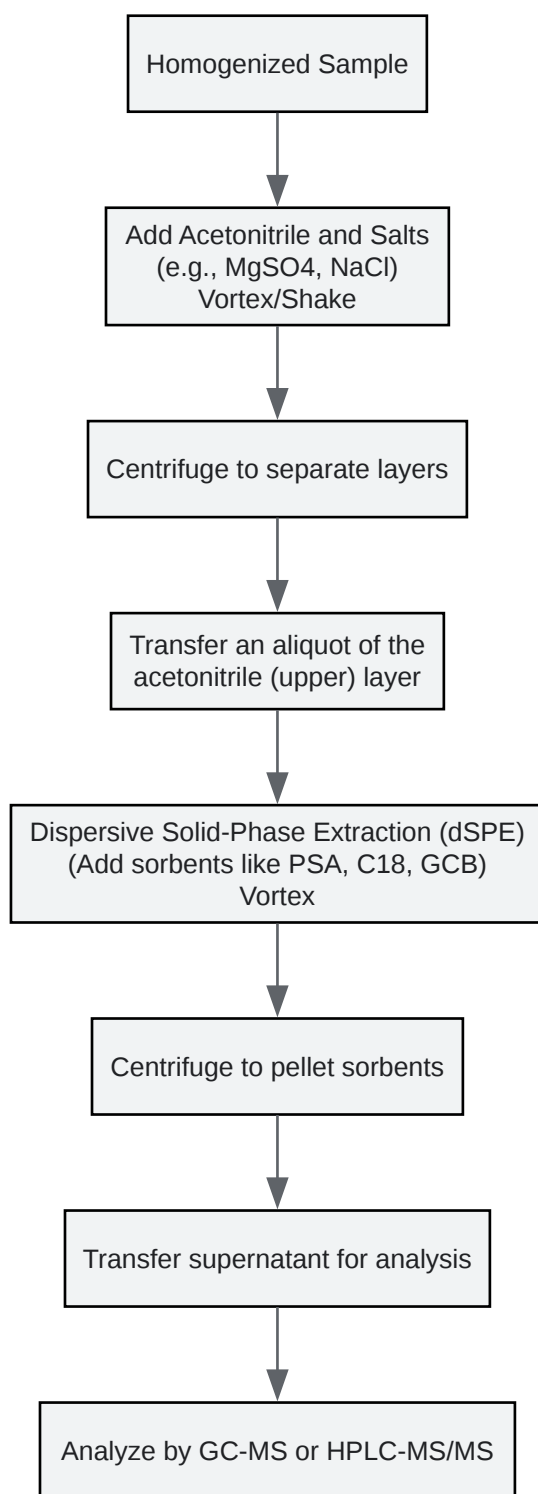 Homogenized Sample
Add Acetonitrile and Salts
(e.g., MgSO4, NaCl)
Vortex/Shake
Centrifuge to separate layers
Transfer an aliquot of the
acetonitrile (upper) layer
Dispersive Solid-Phase Extraction (dSPE)
(Add sorbents like PSA, C18, GCB)
Vortex
Centrifuge to pellet sorbents
Transfer supernatant for analysis
Analyze by GC-MS or HPLC-MS/MS